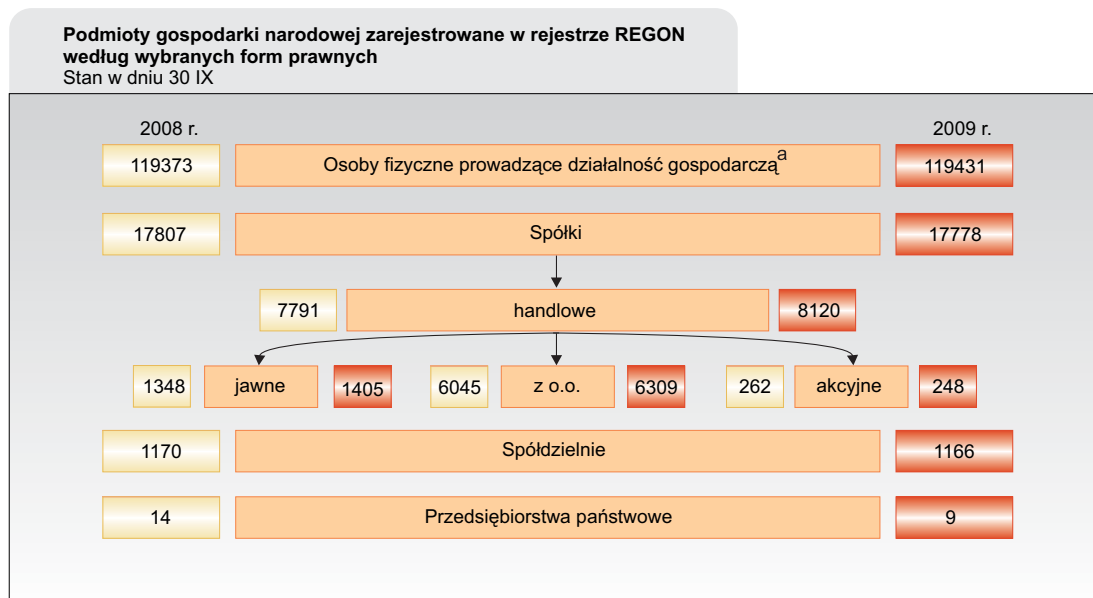 Podmioty gospodarki narodowej zarejestrowane w rejestrze REGON
według wybranych form prawnych
Stan w dniu 30 IX
2008 r. 2009 r.
119373 Osoby fizyczne prowadzące działalność gospodarczą a 119431
17807 Spółki 17778
7791 handlowe 8120
1348 jawne 1405 6045 z o.o. 6309 262 akcyjne 248
1170 Spółdzielnie 1166
14 Przedsiębiorstwa państwowe 9